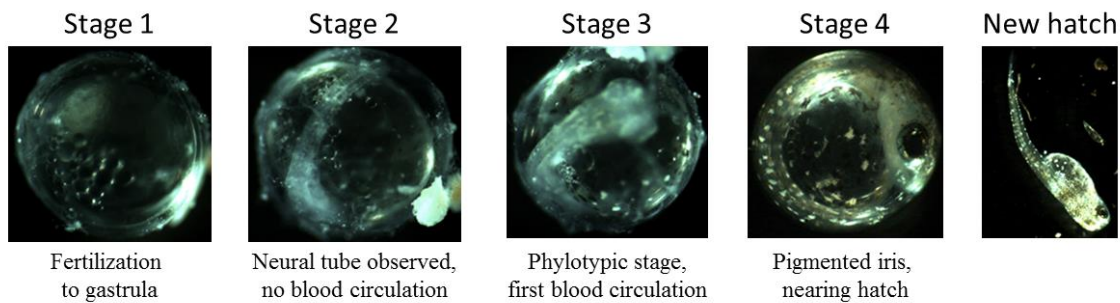 Stage 1
Stage 2
Stage 3
Stage 4
New hatch
Fertilization
to gastrula
Neural tube observed,
no blood circulation
Phylotypic stage,
first blood circulation
Pigmented iris,
nearing hatch